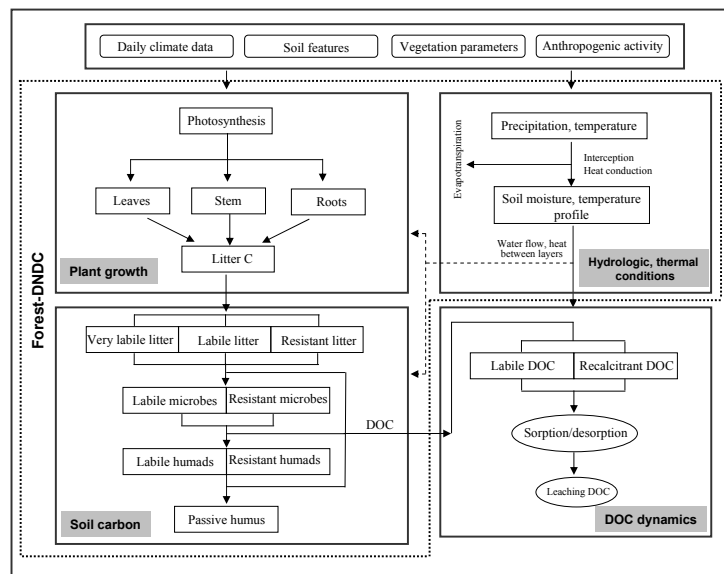 Daily climate data
Soil features
Vegetation parameters
Anthropogenic activity
Forest-DNDC
Photosynthesis
Leaves
Stem
Roots
Litter C
Plant growth
Precipitation, temperature
Evapotranspiration
Interception
Heat conduction
Soil moisture, temperature
profile
Water flow, heat
between layers
Hydrologic, thermal
conditions
Very labile litter
Labile litter
Resistant litter
Labile microbes
Resistant microbes
DOC
Labile humads
Resistant humads
Passive humus
Soil carbon
Labile DOC
Recalcitrant DOC
Sorption/desorption
Leaching DOC
DOC dynamics